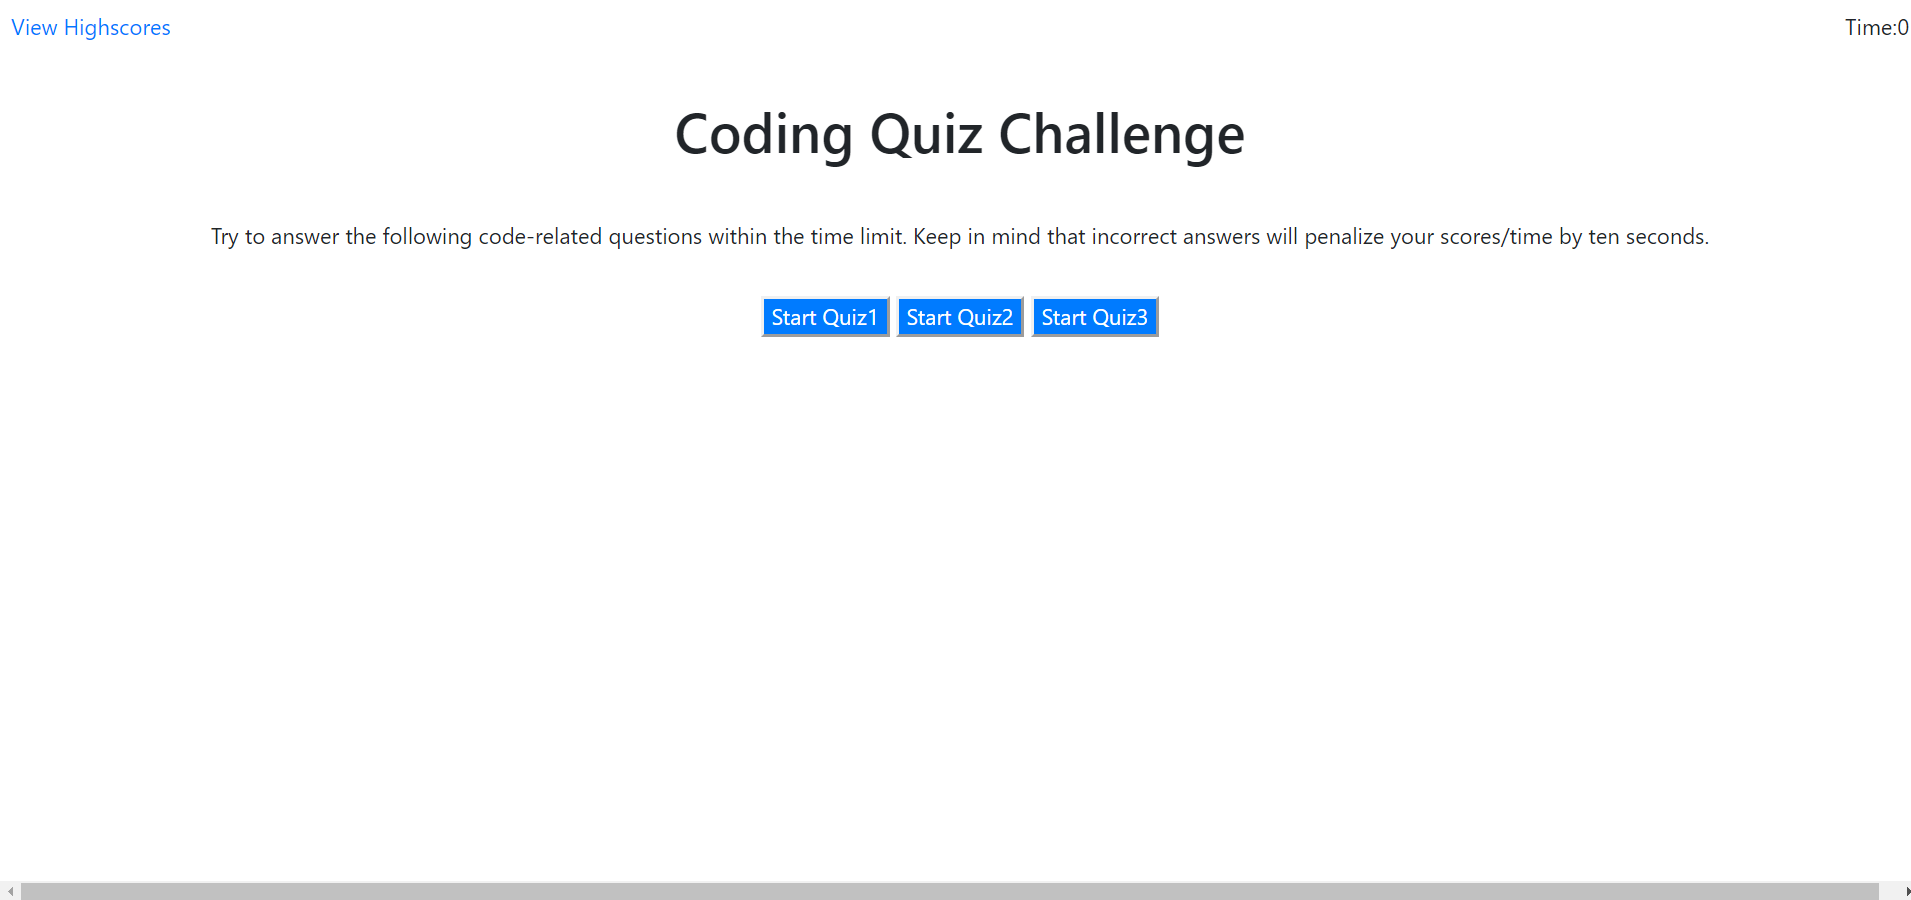 View Highscores
Time:0
Coding Quiz Challenge
Try to answer the following code-related questions within the time limit. Keep in mind that incorrect answers will penalize your scores/time by ten seconds.
Start Quiz1 Start Quiz2 Start Quiz3